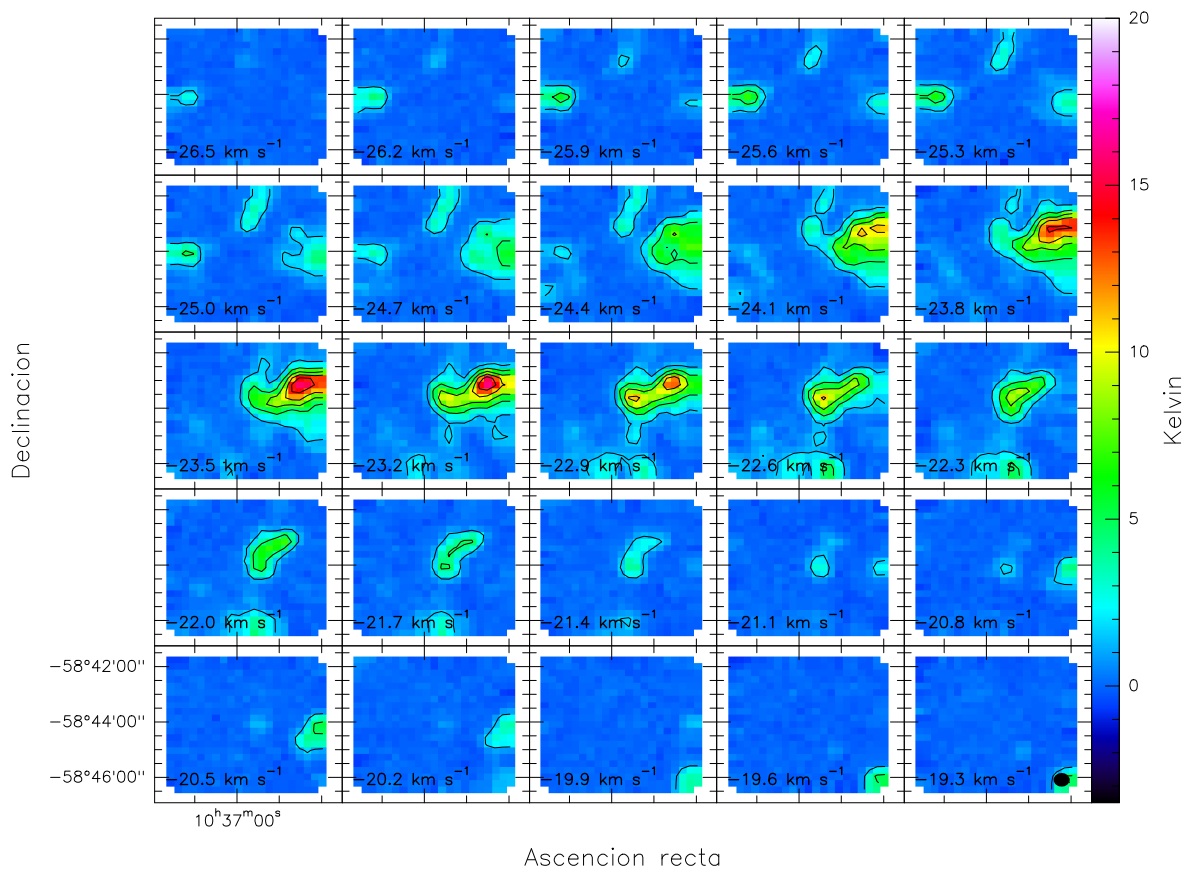 20
−26.5 km s⁻¹ −26.2 km s⁻¹ −25.9 km s⁻¹ −25.6 km s⁻¹ −25.3 km s⁻¹
15
−25.0 km s⁻¹ −24.7 km s⁻¹ −24.4 km s⁻¹ −24.1 km s⁻¹ −23.8 km s⁻¹
10
Declinacion
Kelvin
−23.5 km s⁻¹ −23.2 km s⁻¹ −22.9 km s⁻¹ −22.6 km s⁻¹ −22.3 km s⁻¹
5
−22.0 km s⁻¹ −21.7 km s⁻¹ −21.4 km s⁻¹ −21.1 km s⁻¹ −20.8 km s⁻¹
−58°42'00''
0
−58°44'00''
−58°46'00''
−20.5 km s⁻¹ −20.2 km s⁻¹ −19.9 km s⁻¹ −19.6 km s⁻¹ −19.3 km s⁻¹
10ʰ37ᵐ00ˢ
Ascencion recta